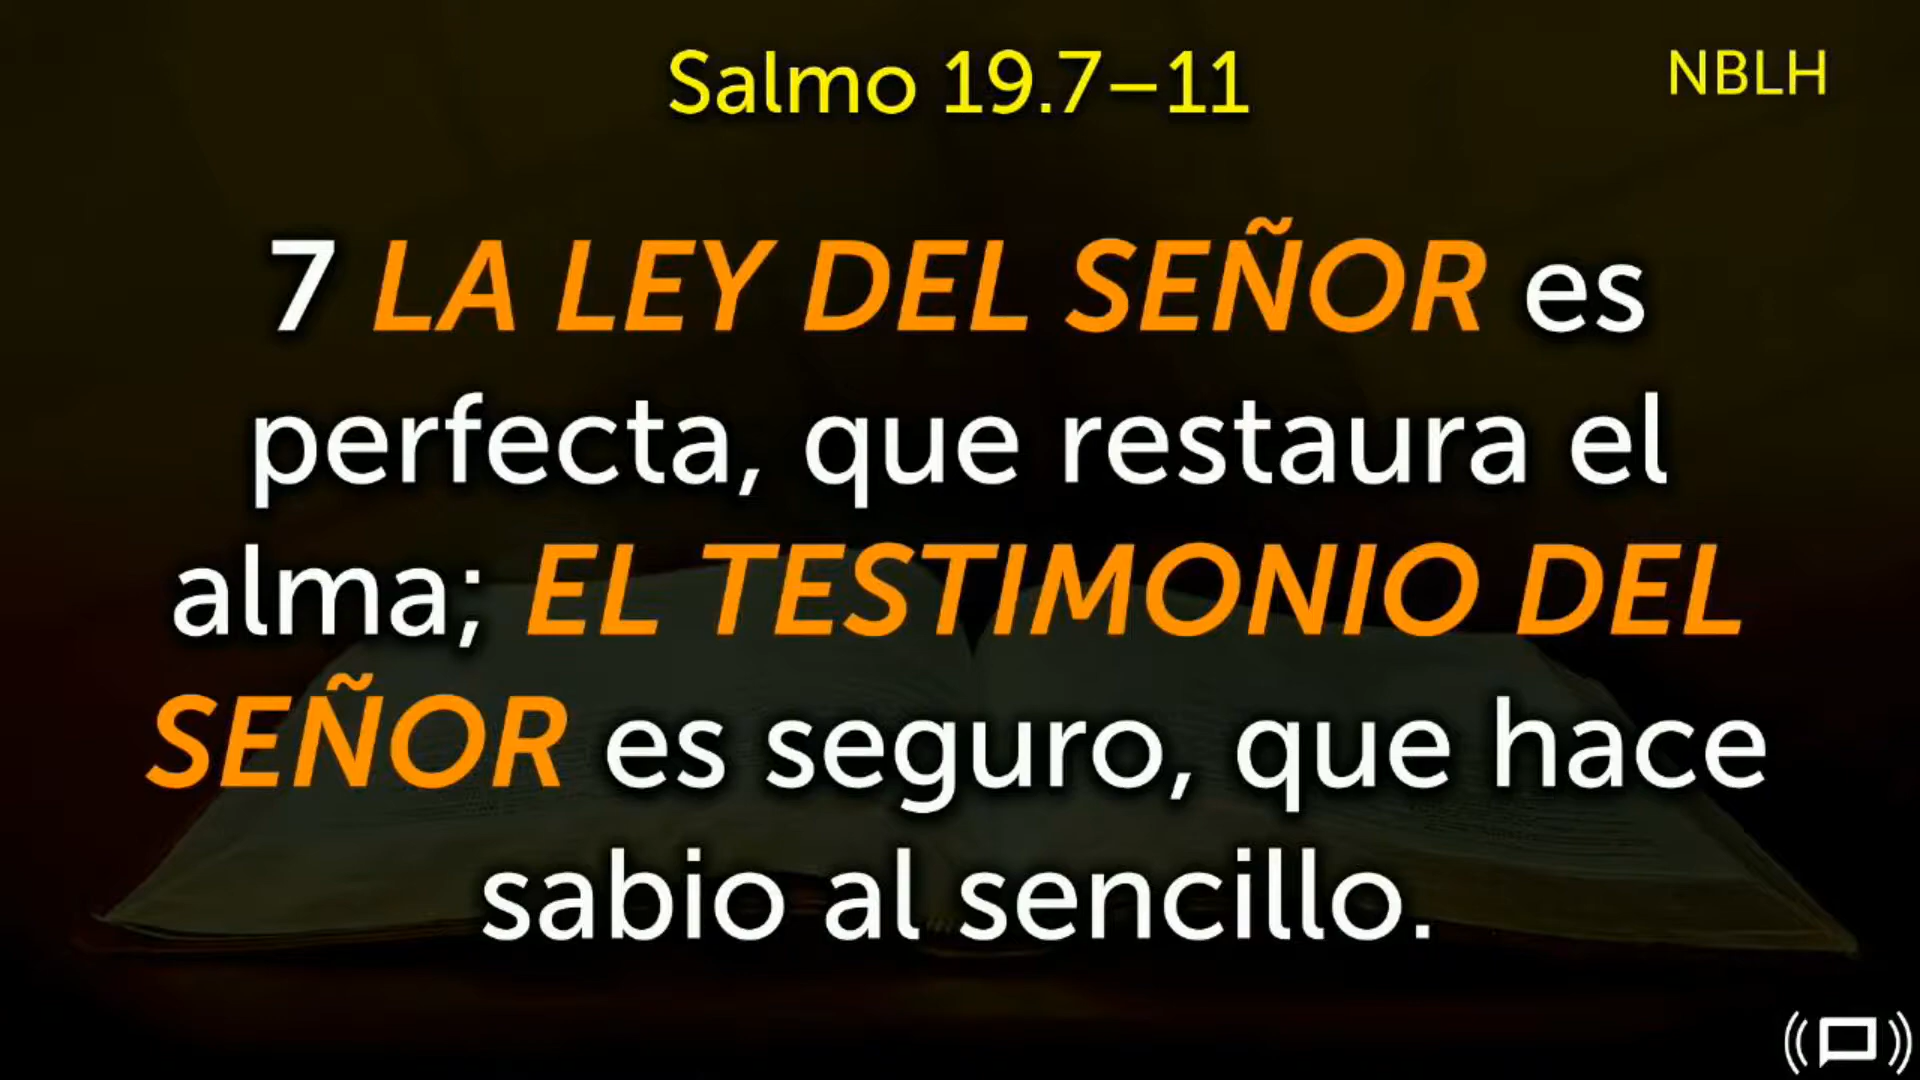 Salmo 19.7–11
NBLH
7 LA LEY DEL SEÑOR es
perfecta, que restaura el
alma; EL TESTIMONIO DEL
SEÑOR es seguro, que hace
sabio al sencillo.